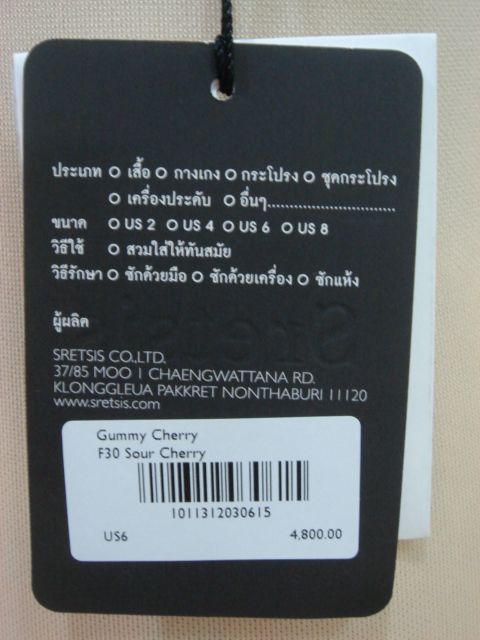 ประเภท O เสื้อ O กางเกง O กระโปรง O ชุดกระโปรง
O เครื่องประดับ O อื่นๆ..............................
ขนาด O US 2 O US 4 O US 6 O US 8
วิธีใช้ O สวมใส่ให้ทันสมัย
วิธีรักษา O ซักด้วยมือ O ซักด้วยเครื่อง O ซักแห้ง
ผู้ผลิต
SRETSIS CO.,LTD.
37/85 MOO 1 CHAENGWATTANA RD.
KLONGGLEUA PAKKRET NONTHABURI 11120
www.sretsis.com
Gummy Cherry
F30 Sour Cherry
1011312030615
US6 4,800.00